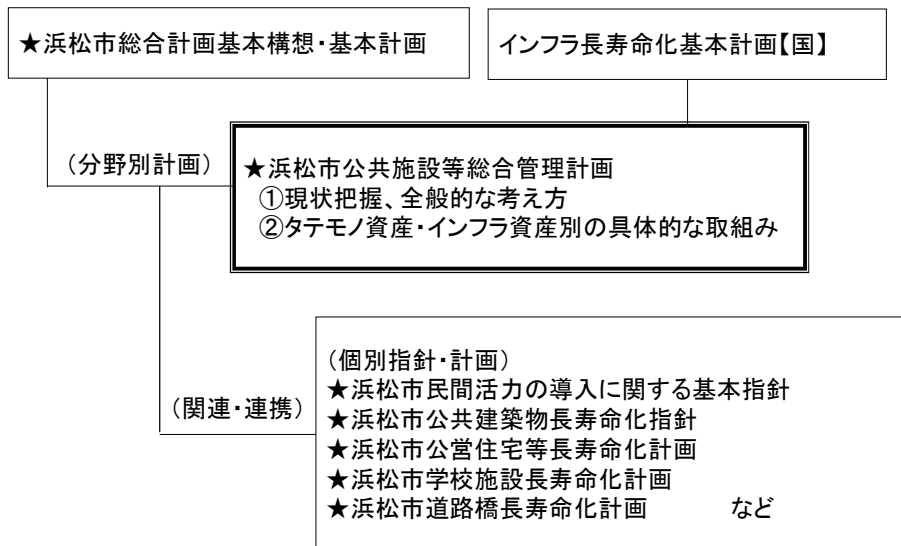 ★浜松市総合計画基本構想・基本計画
インフラ長寿命化基本計画【国】
（分野別計画）
★浜松市公共施設等総合管理計画
①現状把握、全般的な考え方
②タテモノ資産・インフラ資産別の具体的な取組み
（関連・連携）
（個別指針・計画）
★浜松市民間活力の導入に関する基本指針
★浜松市公共建築物長寿命化指針
★浜松市公営住宅等長寿命化計画
★浜松市学校施設長寿命化計画
★浜松市道路橋長寿命化計画　　　など